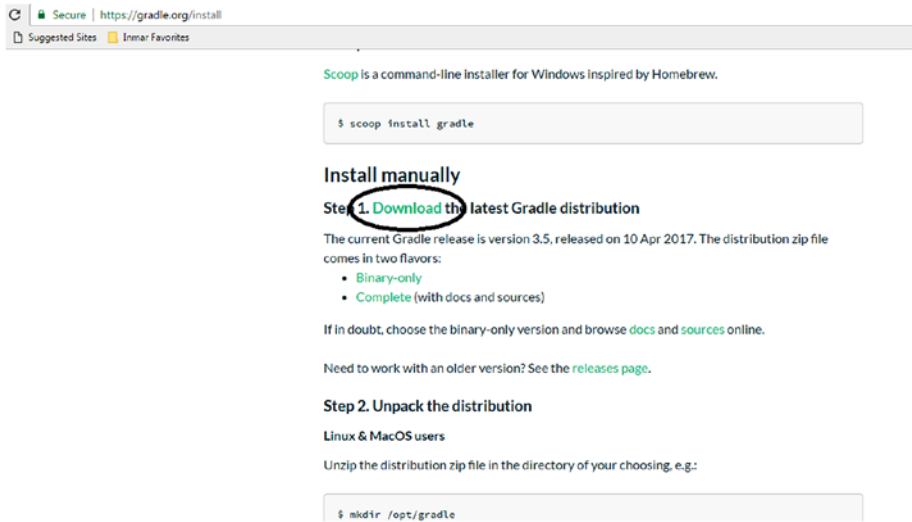 Secure | https://gradle.org/install
Suggested Sites Inmar Favorites
Scoop is a command-line installer for Windows inspired by Homebrew.
$ scoop install gradle
Install manually
Step 1. Download the latest Gradle distribution
The current Gradle release is version 3.5, released on 10 Apr 2017. The distribution zip file
comes in two flavors:
• Binary-only
• Complete (with docs and sources)
If in doubt, choose the binary-only version and browse docs and sources online.
Need to work with an older version? See the releases page.
Step 2. Unpack the distribution
Linux & MacOS users
Unzip the distribution zip file in the directory of your choosing, e.g.:
$ mkdir /opt/gradle